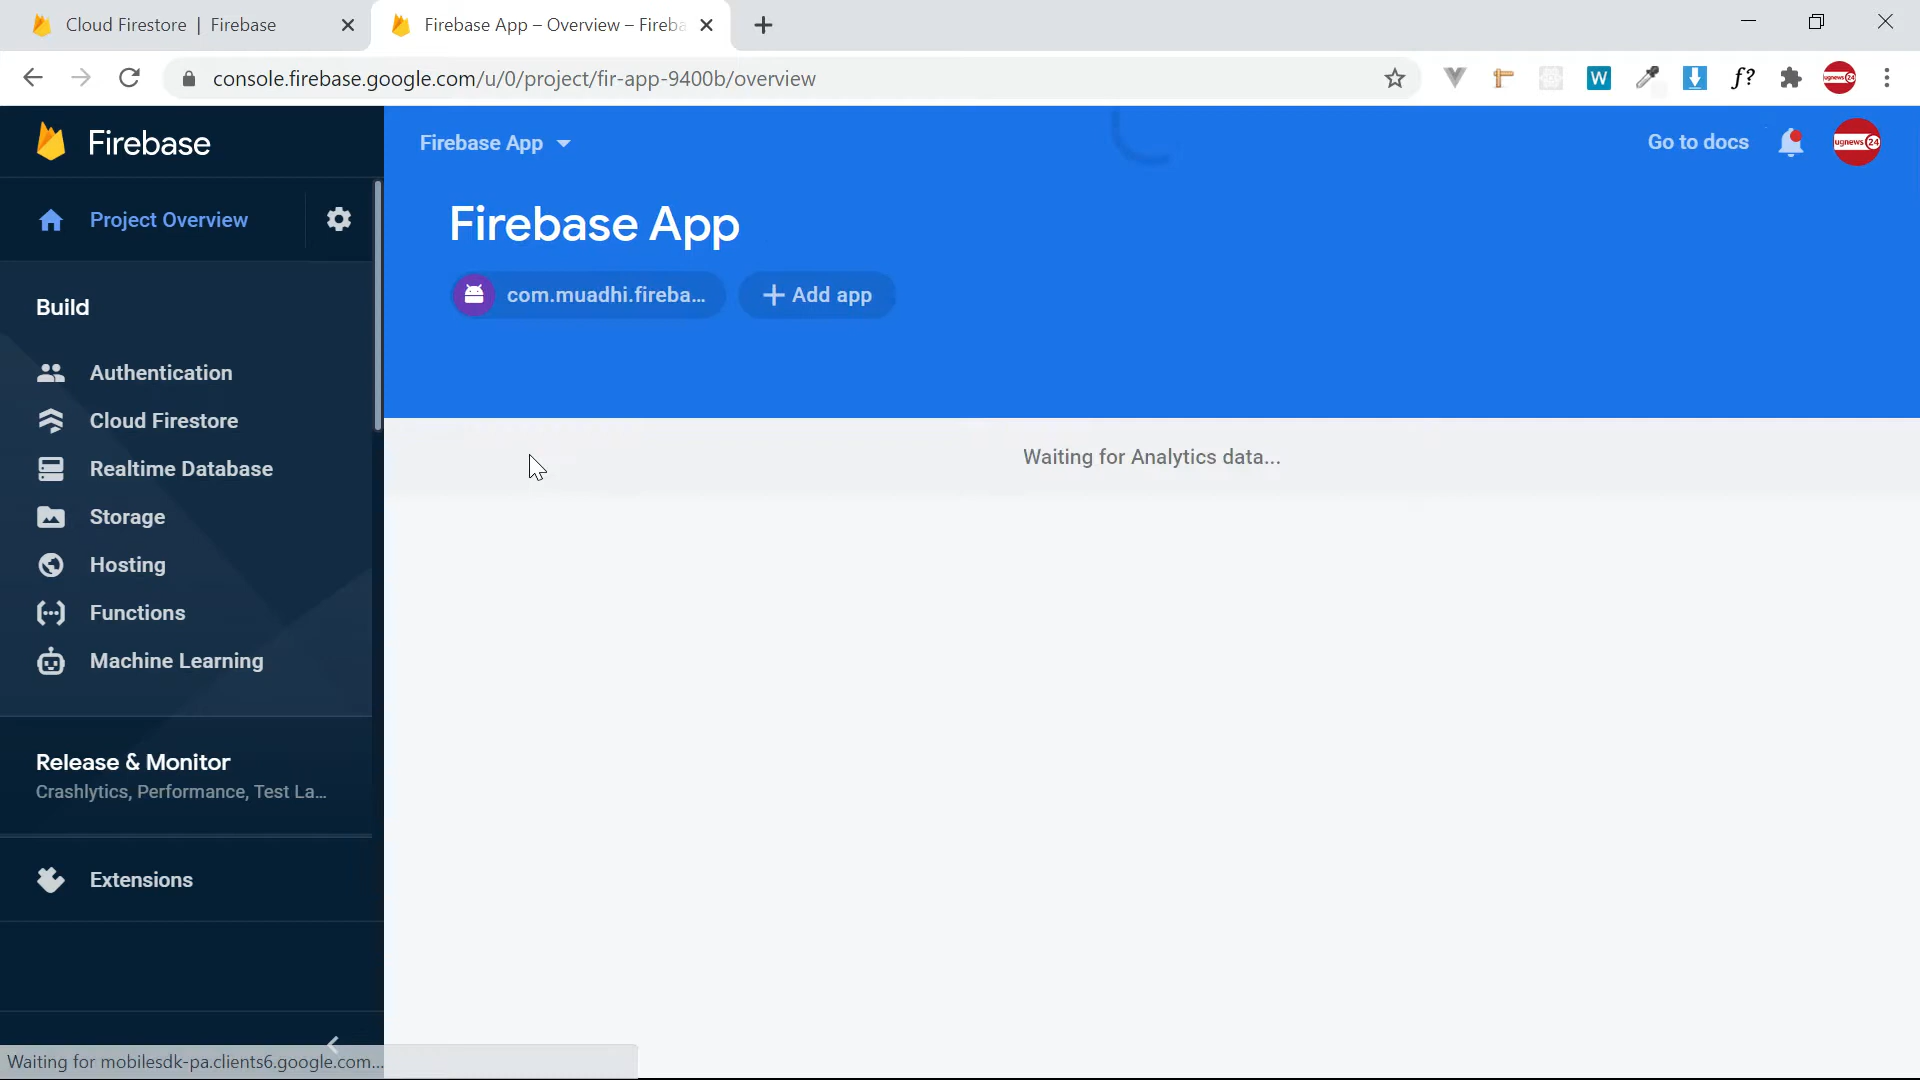 Cloud Firestore | Firebase
Firebase App – Overview – Fireba
console.firebase.google.com/u/0/project/fir-app-9400b/overview
W
f?
ugnews24
Firebase
Firebase App
Go to docs
ugnews24
Project Overview
Firebase App
com.muadhi.fireba...
+ Add app
Build
Authentication
Cloud Firestore
Waiting for Analytics data...
Realtime Database
Storage
Hosting
Functions
Machine Learning
Release & Monitor
Crashlytics, Performance, Test La...
Extensions
Waiting for mobilesdk-pa.clients6.google.com...